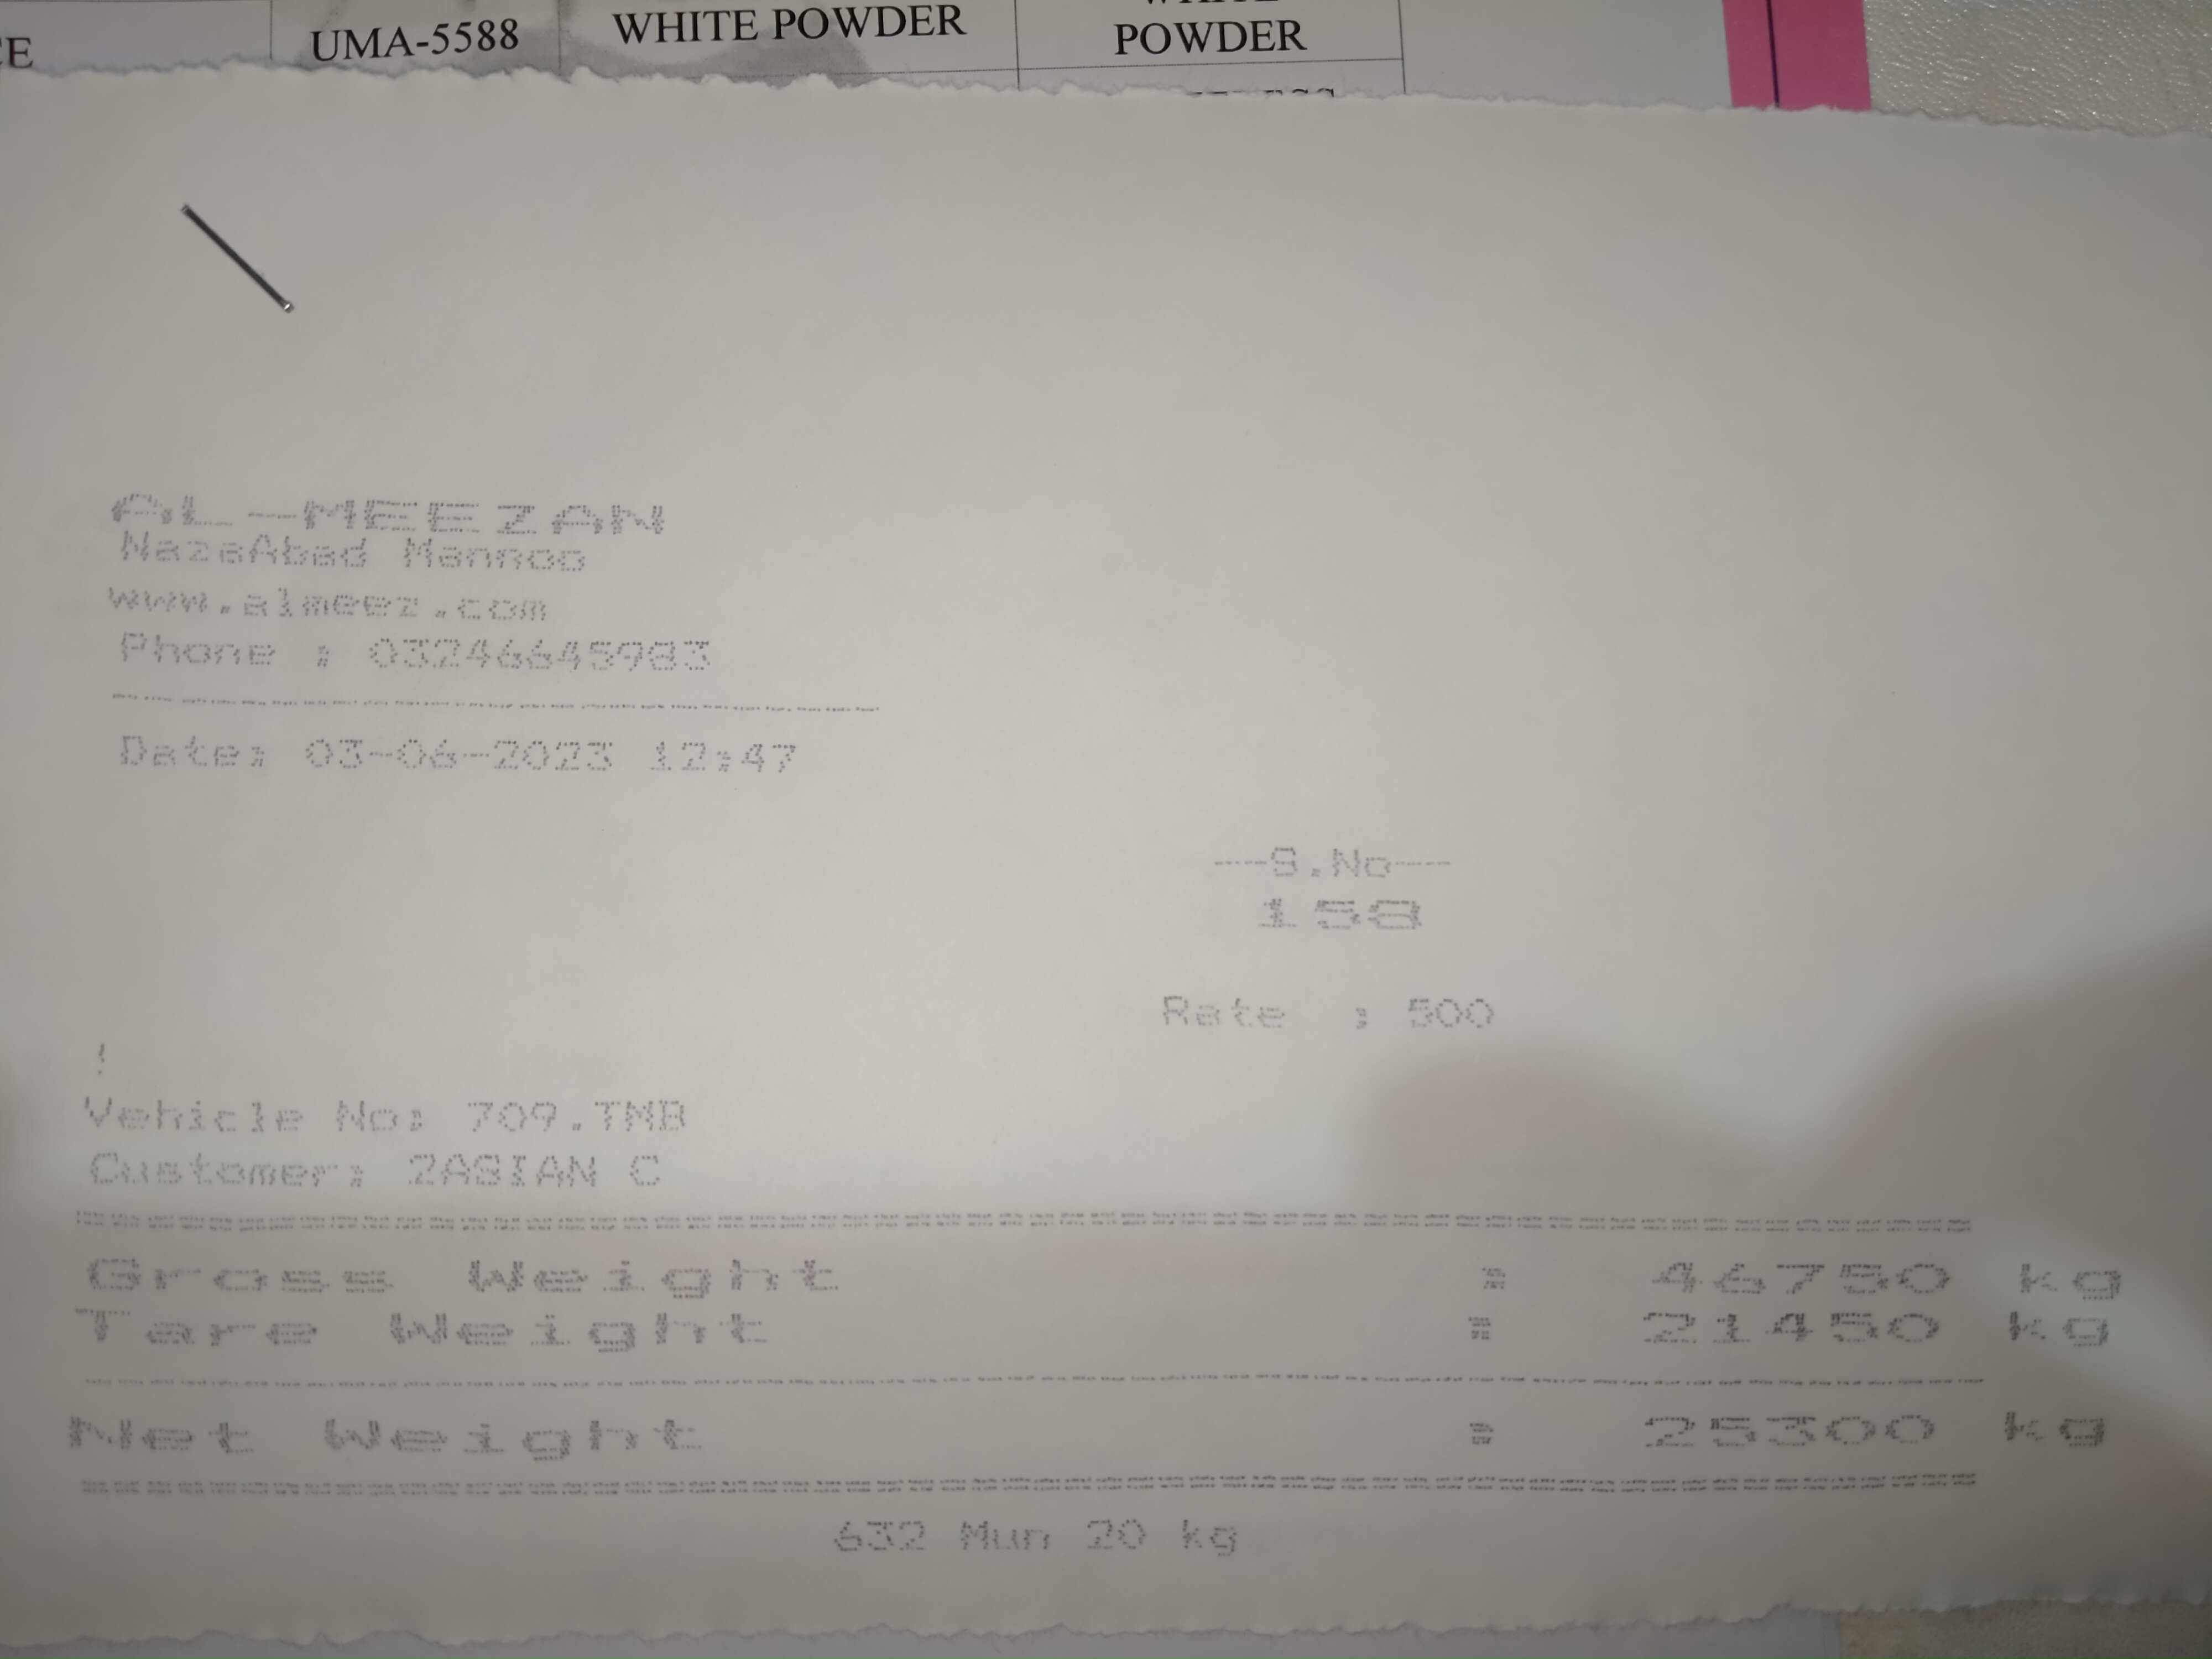 UMA-5588 WHITE POWDER POWDER
AL-MEEZAN
NazaAbad Mannoo
www.almeez.com
Phone : 03246645983
Date: 03-06-2023 12:47
---S.No---
158
Rate : 500
Vehicle No: 709.TMB
Customer: ZASIAN C
Gross Weight : 46750 kg
Tare Weight : 21450 kg
Net Weight : 25300 kg
632 Mun 20 kg